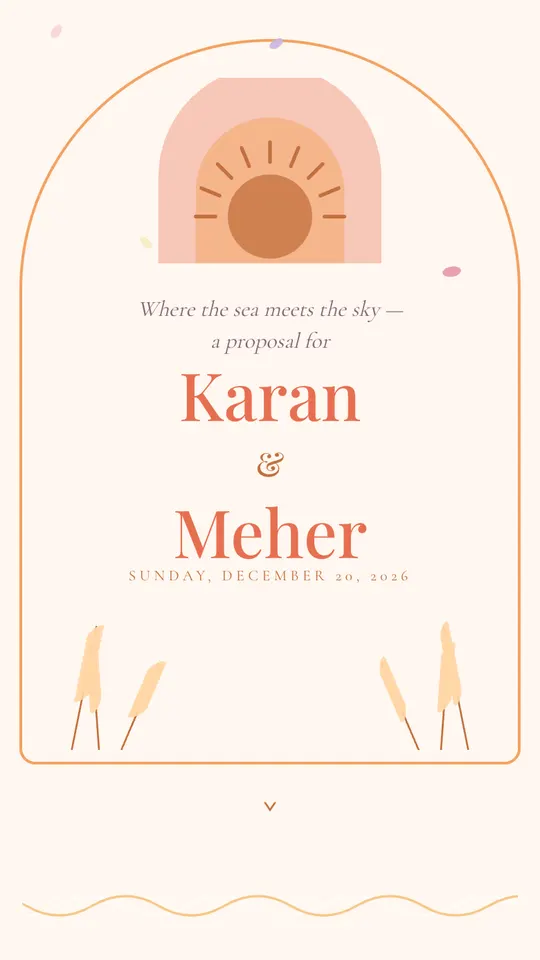 Where the sea meets the sky —
a proposal for
Karan
&
Meher
SUNDAY, DECEMBER 20, 2026